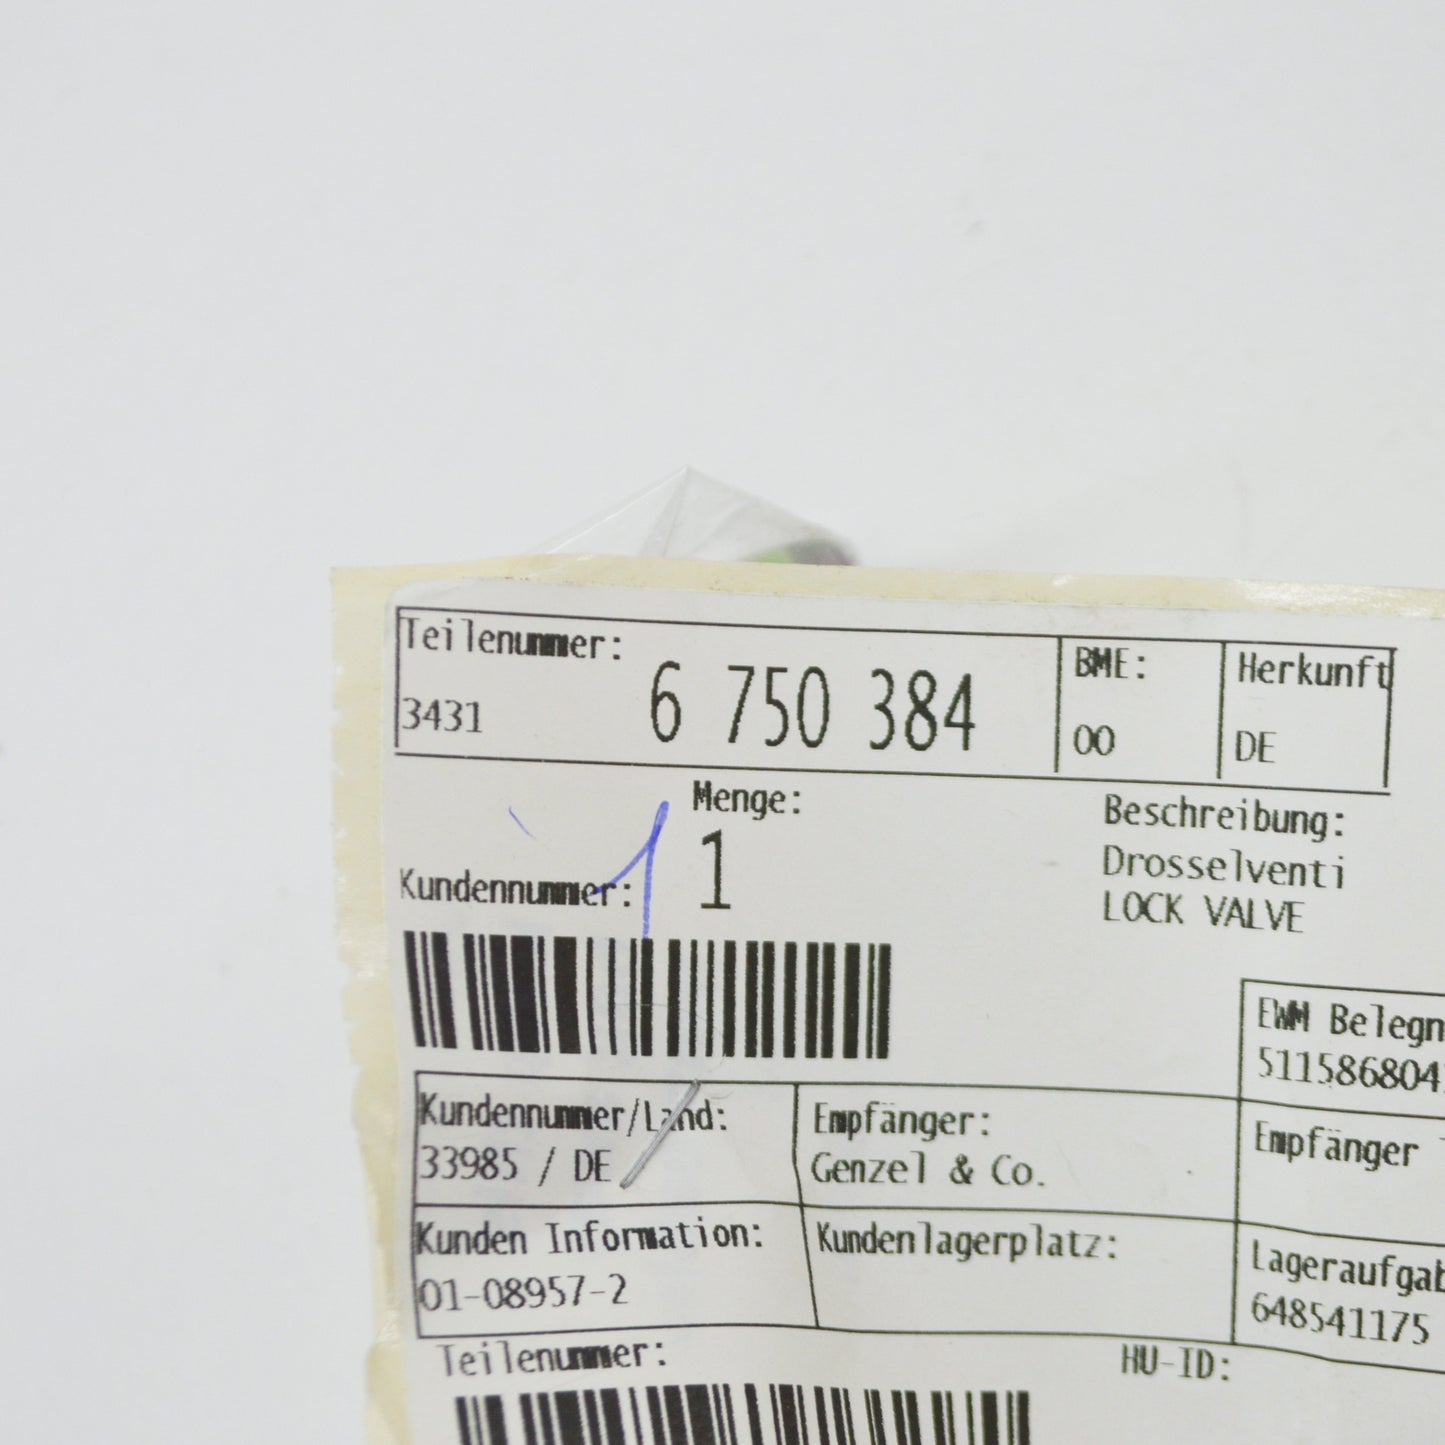 Teilenummer:
3431 6 750 384
BME:
00
Herkunft
DE
Menge:
1
Kundennummer:
1
Beschreibung:
Drosselventi
LOCK VALVE
EWM Belegn
511586804
Kundennummer/Land:
33985 / DE
Empfänger:
Genzel & Co.
Empfänger
Kunden Information:
01-08957-2
Kundenlagerplatz:
Lageraufgab
648541175
Teilenummer:
HU-ID: